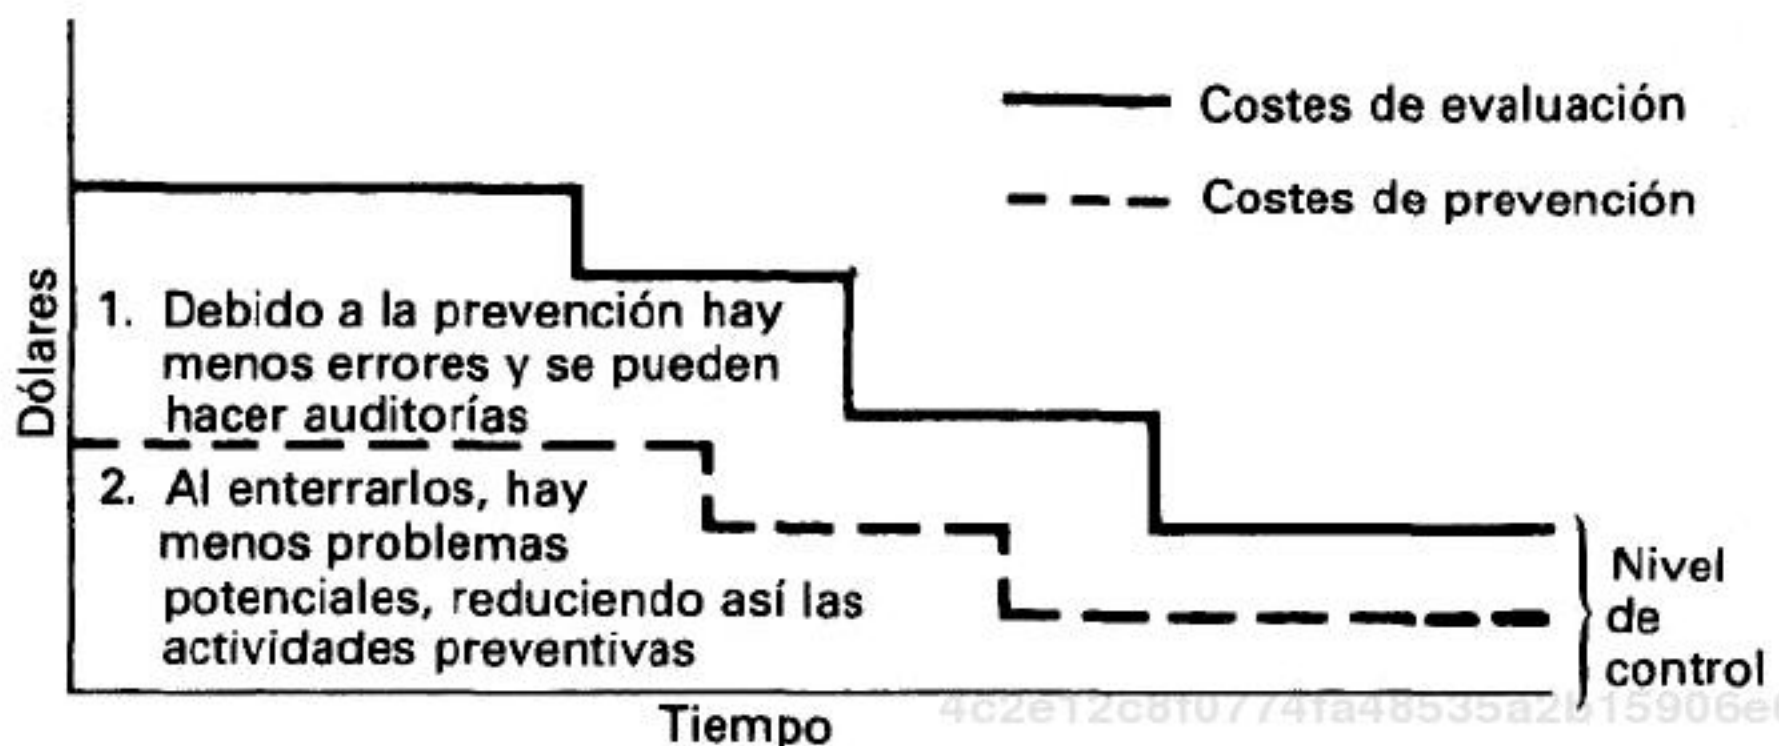 Costes de evaluación
Costes de prevención
Dólares
1. Debido a la prevención hay
menos errores y se pueden
hacer auditorías
2. Al enterrarlos, hay
menos problemas
potenciales, reduciendo así las
actividades preventivas
Nivel
de
control
Tiempo